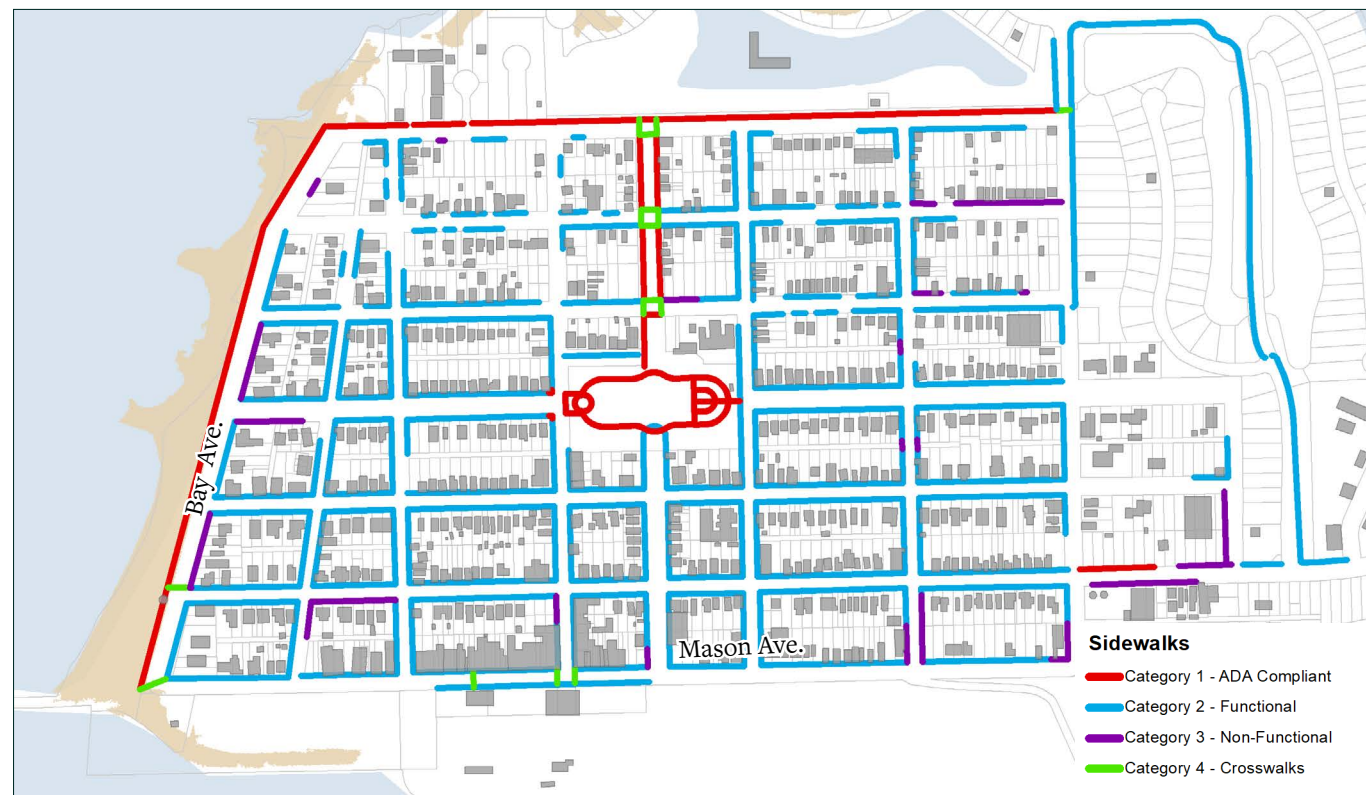 Bay Ave.
Mason Ave.
Sidewalks
Category 1 - ADA Compliant
Category 2 - Functional
Category 3 - Non-Functional
Category 4 - Crosswalks